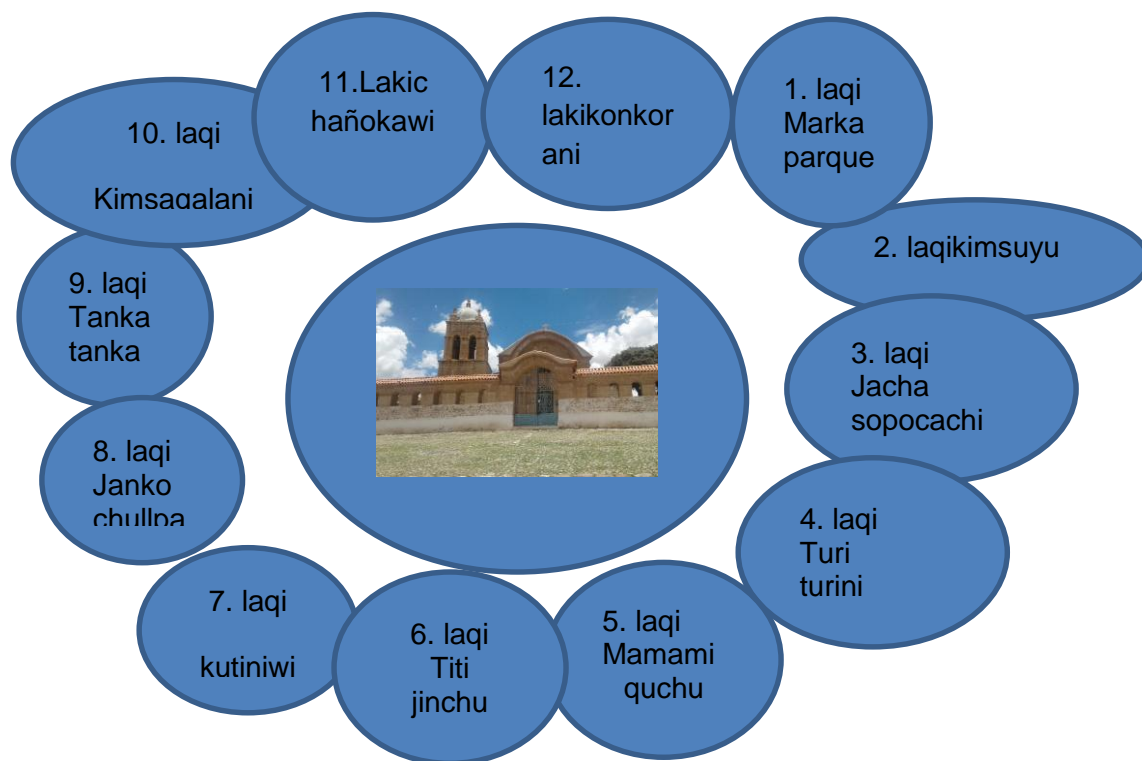 1. laqi
Marka
parque
2. laqikimsuyu
3. laqi
Jacha
sopocachi
4. laqi
Turi
turini
5. laqi
Mamami
quchu
6. laqi
Titi
jinchu
7. laqi
kutiniwi
8. laqi
Janko
chullpa
9. laqi
Tanka
tanka
10. laqi
Kimsaqalani
11.Lakic
hañokawi
12.
lakikonkor
ani